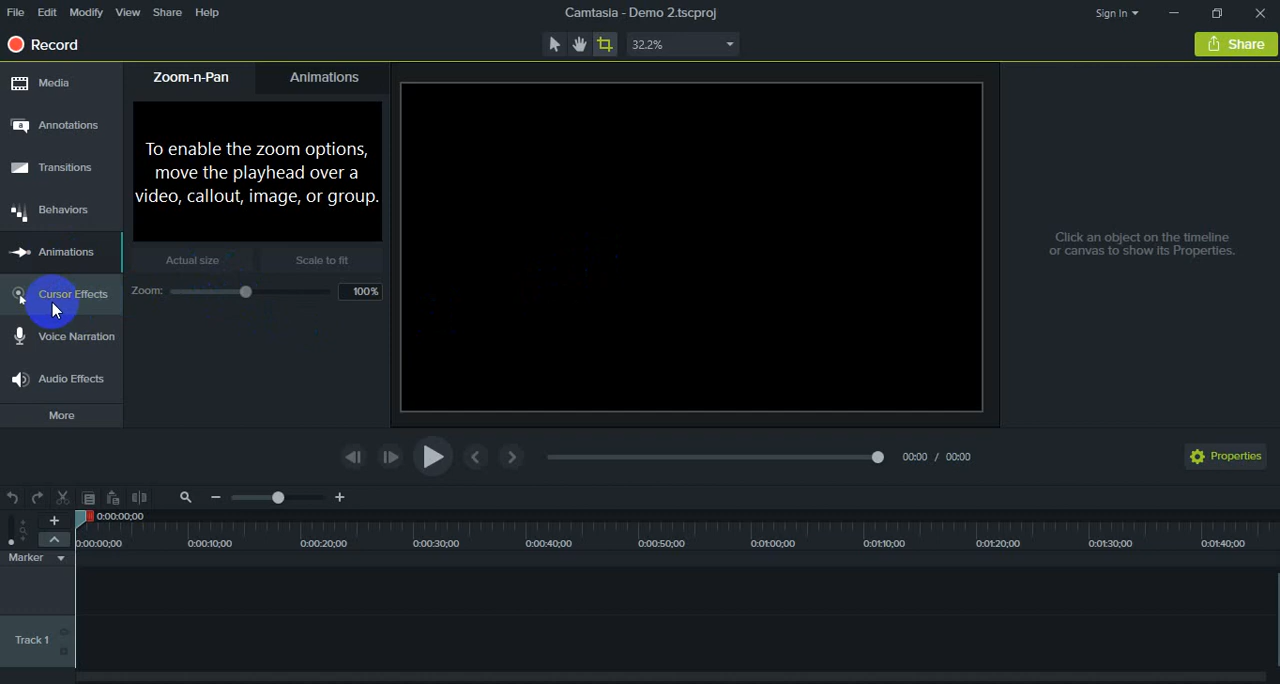 File Edit Modify View Share Help
Camtasia - Demo 2.tscproj
Sign In
Record
32.2%
Share
Media
Annotations
Transitions
Behaviors
Animations
Cursor Effects
Voice Narration
Audio Effects
More
Zoom-n-Pan Animations
To enable the zoom options,
move the playhead over a
video, callout, image, or group.
Actual size Scale to fit
Zoom: 100%
Click an object on the timeline
or canvas to show its Properties.
00:00 / 00:00
Properties
0:00:00;00
0:00:00;00 0:00:10;00 0:00:20;00 0:00:30;00 0:00:40;00 0:00:50;00 0:01:00;00 0:01:10;00 0:01:20;00 0:01:30;00 0:01:40;00
Marker
Track 1